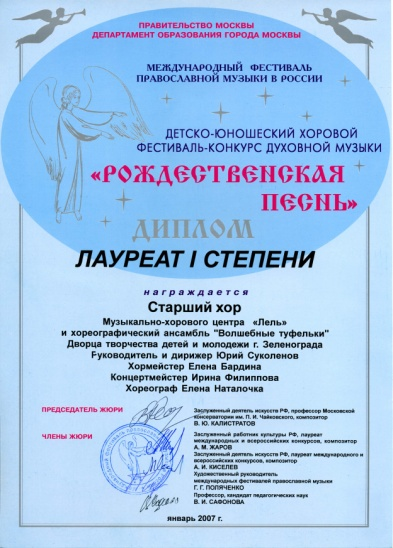 ПРАВИТЕЛЬСТВО МОСКВЫ
ДЕПАРТАМЕНТ ОБРАЗОВАНИЯ ГОРОДА МОСКВЫ
МЕЖДУНАРОДНЫЙ ФЕСТИВАЛЬ
ПРАВОСЛАВНОЙ МУЗЫКИ В РОССИИ
ДЕТСКО-ЮНОШЕСКИЙ ХОРОВОЙ
ФЕСТИВАЛЬ-КОНКУРС ДУХОВНОЙ МУЗЫКИ
«РОЖДЕСТВЕНСКАЯ
ПЕСНЬ»
ДИПЛОМ
ЛАУРЕАТ I СТЕПЕНИ
награждается
Старший хор
Музыкально-хорового центра «Лель»
и хореографический ансамбль "Волшебные туфельки"
Дворца творчества детей и молодежи г. Зеленограда
Руководитель и дирижер Юрий Суколенов
Хормейстер Елена Бардина
Концертмейстер Ирина Филиппова
Хореограф Елена Наталочка
ПРЕДСЕДАТЕЛЬ ЖЮРИ
Заслуженный деятель искусств РФ, профессор Московской
консерватории им. П. И. Чайковского, композитор
В. Ю. КАЛИСТРАТОВ
ЧЛЕНЫ ЖЮРИ
Заслуженный работник культуры РФ, лауреат
международных и всероссийских конкурсов, композитор
А. М. ЖАРОВ
Заслуженный деятель искусств РФ, лауреат международного и
всероссийских конкурсов, композитор
А. И. КИСЕЛЕВ
Художественный руководитель
международных фестивалей православной музыки
Г. Г. ПОЛЯЧЕНКО
Профессор, кандидат педагогических наук
В. И. САФОНОВА
январь 2007 г.